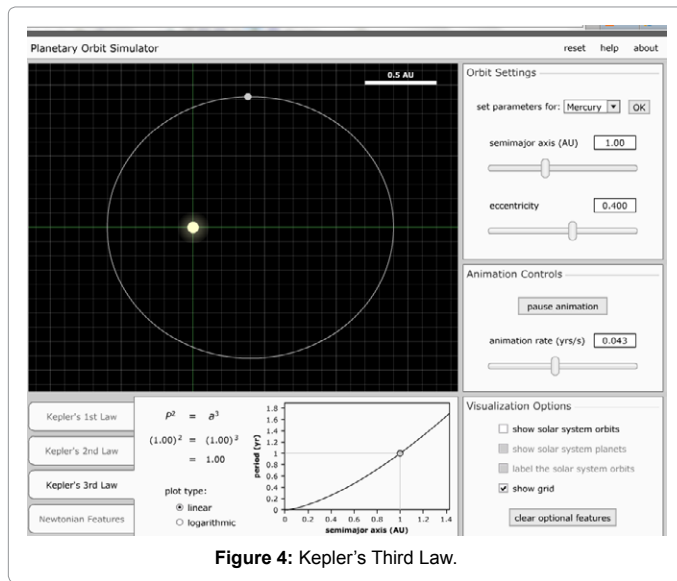 Planetary Orbit Simulator
reset help about
0.5 AU
Orbit Settings
set parameters for: Mercury OK
semimajor axis (AU) 1.00
eccentricity 0.400
Animation Controls
pause animation
animation rate (yrs/s) 0.043
Kepler's 1st Law
Kepler's 2nd Law
Kepler's 3rd Law
Newtonian Features
P² = a³
(1.00)² = (1.00)³
= 1.00
plot type:
linear
logarithmic
period (yr)
1.8
1.6
1.4
1.2
1
0.8
0.6
0.4
0.2
0
0 0.2 0.4 0.6 0.8 1 1.2 1.4
semimajor axis (AU)
Visualization Options
show solar system orbits
show solar system planets
label the solar system orbits
show grid
clear optional features
Figure 4: Kepler's Third Law.